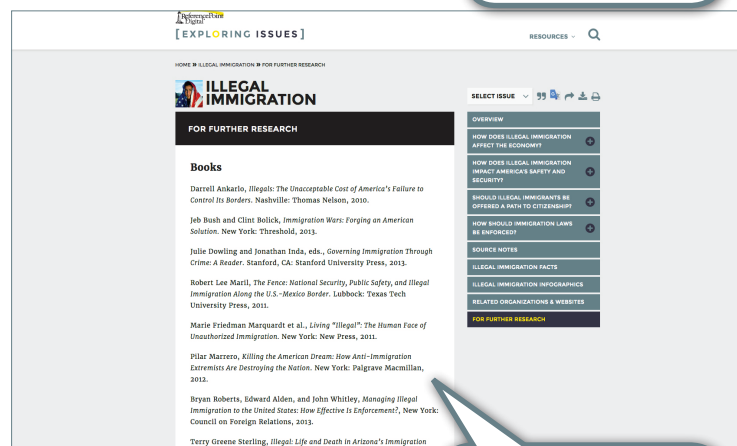 ReferencePoint
Digital
[EXPLORING ISSUES]
RESOURCES
HOME » ILLEGAL IMMIGRATION » FOR FURTHER RESEARCH
ILLEGAL
IMMIGRATION
SELECT ISSUE
FOR FURTHER RESEARCH
Books
Darrell Ankarlo, Illegals: The Unacceptable Cost of America's Failure to
Control Its Borders. Nashville: Thomas Nelson, 2010.
Jeb Bush and Clint Bolick, Immigration Wars: Forging an American
Solution. New York: Threshold, 2013.
Julie Dowling and Jonathan Inda, eds., Governing Immigration Through
Crime: A Reader. Stanford, CA: Stanford University Press, 2013.
Robert Lee Maril, The Fence: National Security, Public Safety, and Illegal
Immigration Along the U.S.–Mexico Border. Lubbock: Texas Tech
University Press, 2011.
Marie Friedman Marquardt et al., Living "Illegal": The Human Face of
Unauthorized Immigration. New York: New Press, 2011.
Pilar Marrero, Killing the American Dream: How Anti-Immigration
Extremists Are Destroying the Nation. New York: Palgrave Macmillan,
2012.
Bryan Roberts, Edward Alden, and John Whitley, Managing Illegal
Immigration to the United States: How Effective Is Enforcement?, New York:
Council on Foreign Relations, 2013.
Terry Greene Sterling, Illegal: Life and Death in Arizona's Immigration
OVERVIEW
HOW DOES ILLEGAL IMMIGRATION
AFFECT THE ECONOMY?
HOW DOES ILLEGAL IMMIGRATION
IMPACT AMERICA'S SAFETY AND
SECURITY?
SHOULD ILLEGAL IMMIGRANTS BE
OFFERED A PATH TO CITIZENSHIP?
HOW SHOULD IMMIGRATION LAWS
BE ENFORCED?
SOURCE NOTES
ILLEGAL IMMIGRATION FACTS
ILLEGAL IMMIGRATION INFOGRAPHICS
RELATED ORGANIZATIONS & WEBSITES
FOR FURTHER RESEARCH